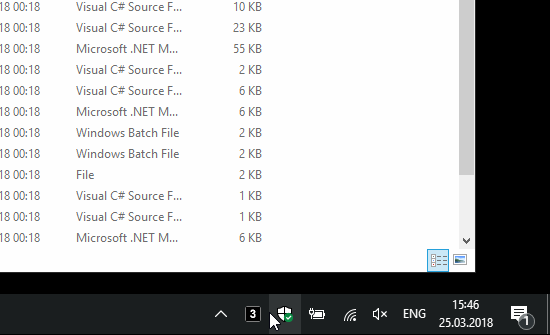 18 00:18 Visual C# Source F... 10 KB
18 00:18 Visual C# Source F... 23 KB
18 00:18 Microsoft .NET M... 55 KB
18 00:18 Visual C# Source F... 2 KB
18 00:18 Visual C# Source F... 6 KB
18 00:18 Microsoft .NET M... 6 KB
18 00:18 Windows Batch File 2 KB
18 00:18 Windows Batch File 2 KB
18 00:18 File 2 KB
18 00:18 Visual C# Source F... 1 KB
18 00:18 Visual C# Source F... 1 KB
18 00:18 Microsoft .NET M... 6 KB
3 ENG 15:46
25.03.2018 1